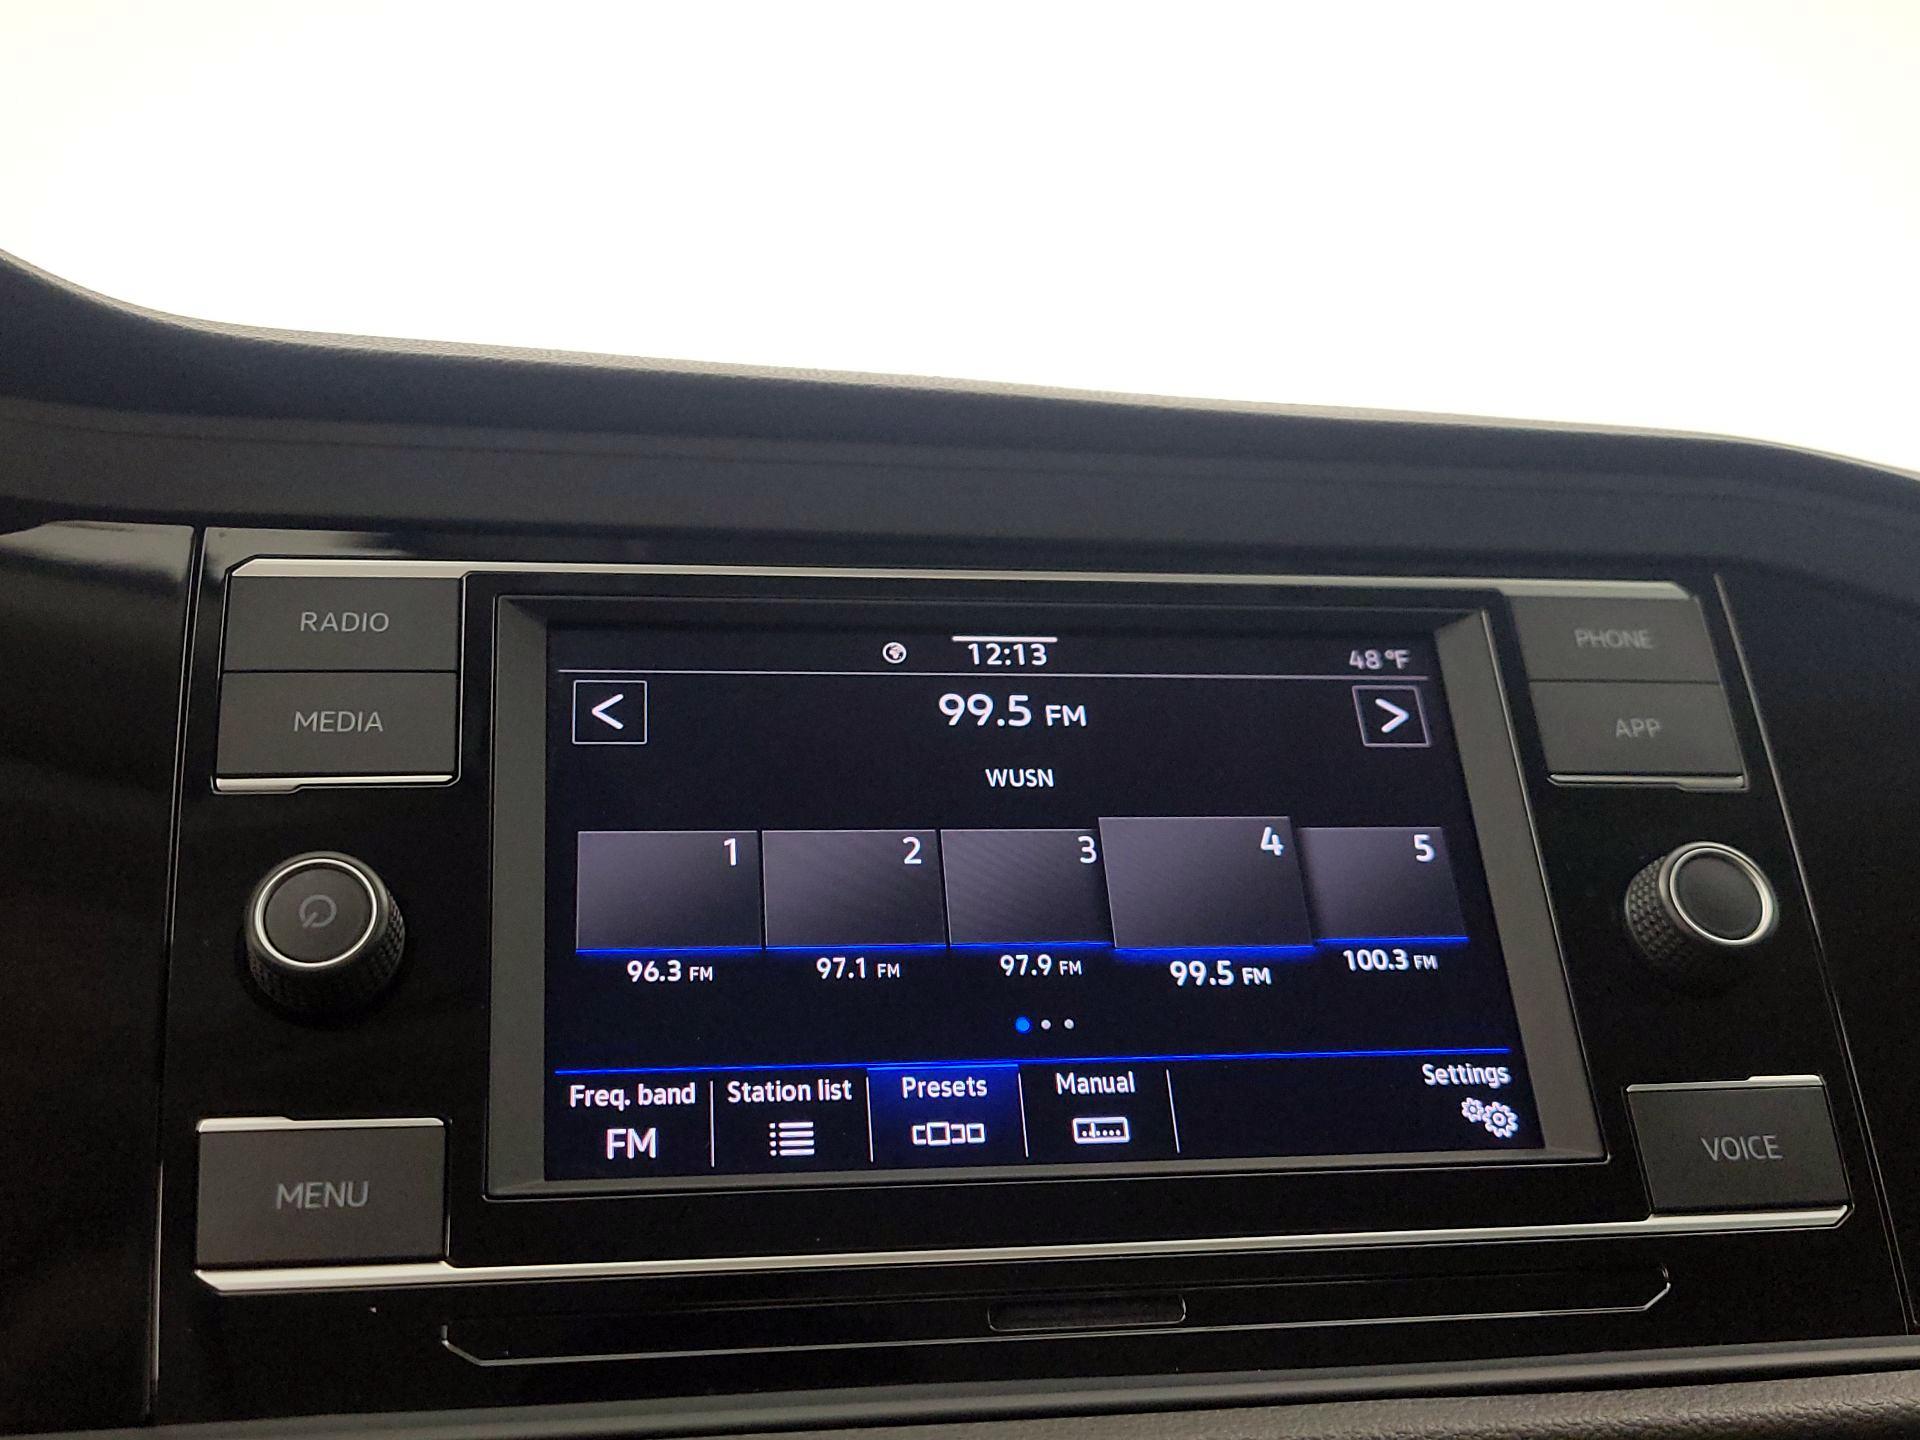 RADIO
MEDIA
MENU
12:13
48°F
<
99.5 FM
>
WUSN
1
2
3
4
5
96.3 FM
97.1 FM
97.9 FM
99.5 FM
100.3 FM
Freq. band
FM
Station list
Presets
Manual
Settings
PHONE
APP
VOICE